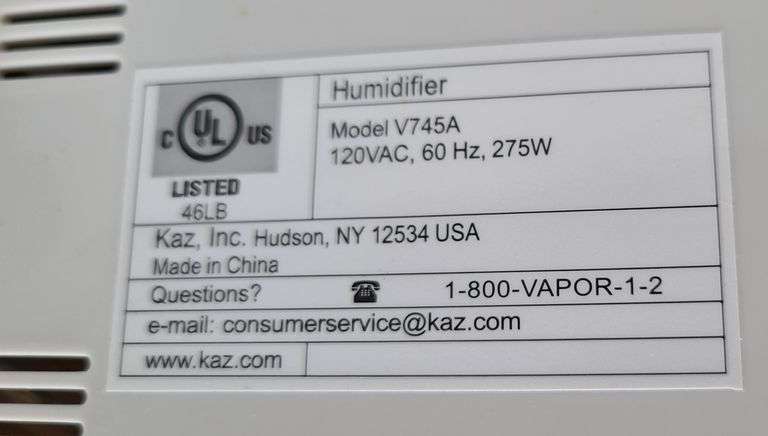 C UL US
LISTED
46LB
Humidifier
Model V745A
120VAC, 60 Hz, 275W
Kaz, Inc. Hudson, NY 12534 USA
Made in China
Questions? ☎ 1-800-VAPOR-1-2
e-mail: consumerservice@kaz.com
www.kaz.com